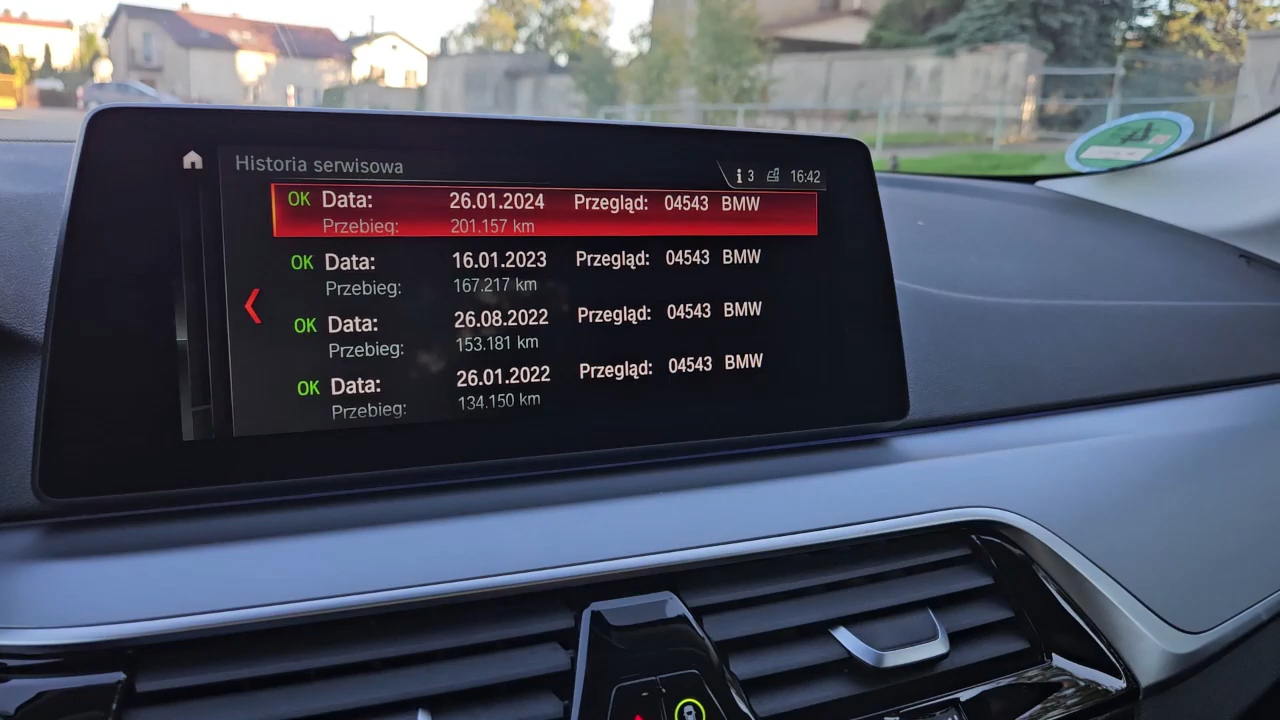 Historia serwisowa
3 16:42
OK Data: 26.01.2024 Przegląd: 04543 BMW
Przebieg: 201.157 km
OK Data: 16.01.2023 Przegląd: 04543 BMW
Przebieg: 167.217 km
OK Data: 26.08.2022 Przegląd: 04543 BMW
Przebieg: 153.181 km
OK Data: 26.01.2022 Przegląd: 04543 BMW
Przebieg: 134.150 km